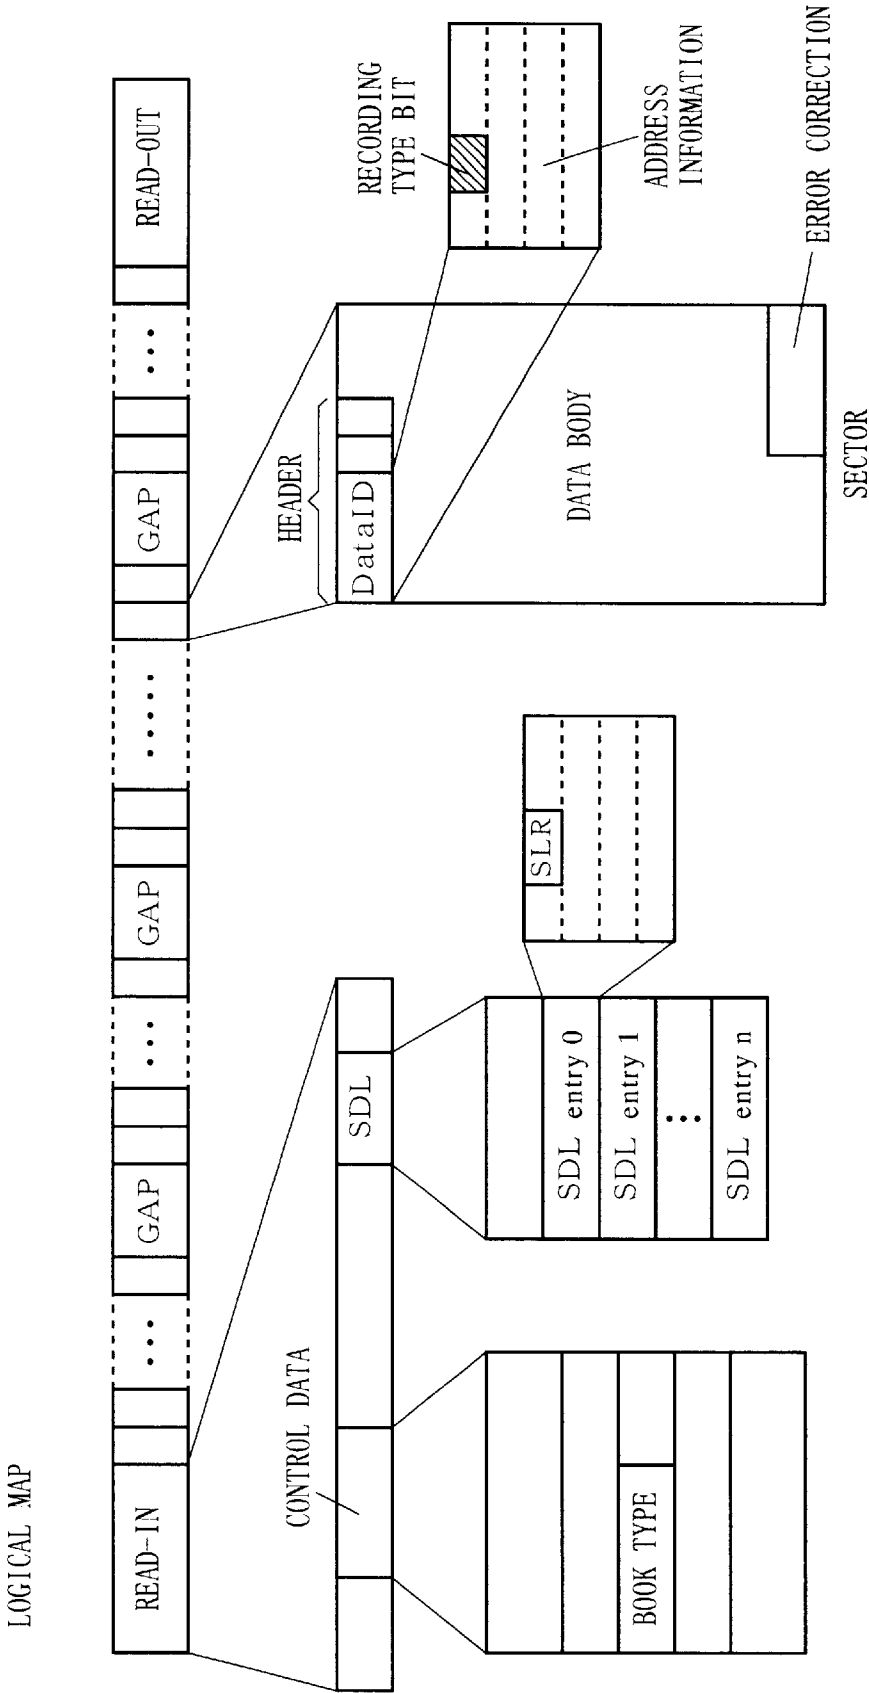 LOGICAL MAP
READ-IN
•••
GAP
•••
GAP
•••••
GAP
•••
READ-OUT
CONTROL DATA
SDL
HEADER
DataID
RECORDING
TYPE BIT
ADDRESS
INFORMATION
BOOK TYPE
SDL entry 0
SDL entry 1
•••
SDL entry n
SLR
DATA BODY
ERROR CORRECTION
SECTOR